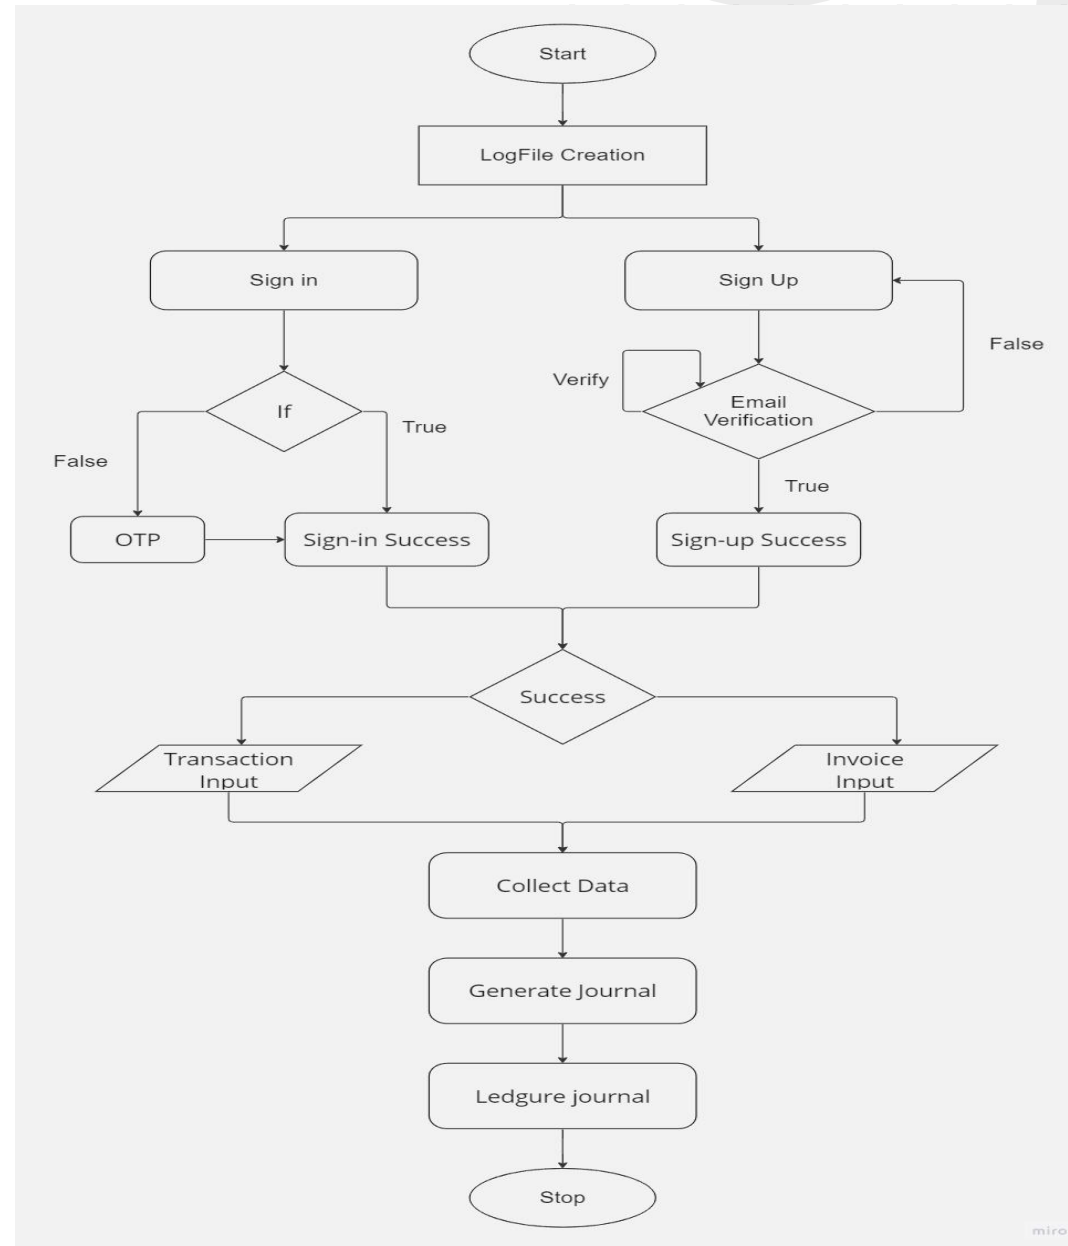 Start
LogFile Creation
Sign in
Sign Up
False
Verify
Email
Verification
If
True
False
True
OTP
Sign-in Success
Sign-up Success
Success
Transaction
Input
Invoice
Input
Collect Data
Generate Journal
Ledgure journal
Stop
miro